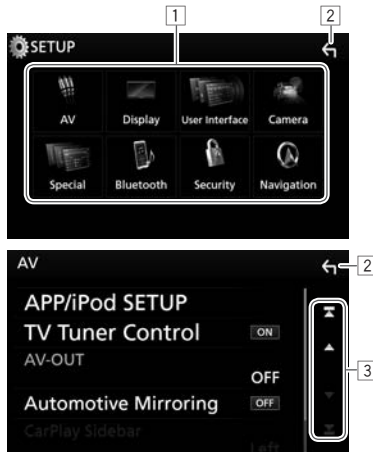 1 2
SETUP
AV Display User Interface Camera
Special Bluetooth Security Navigation
AV
2
APP/iPod SETUP
TV Tuner Control ON
AV-OUT
OFF
3
Automotive Mirroring OFF
CarPlay Sidebar
Left